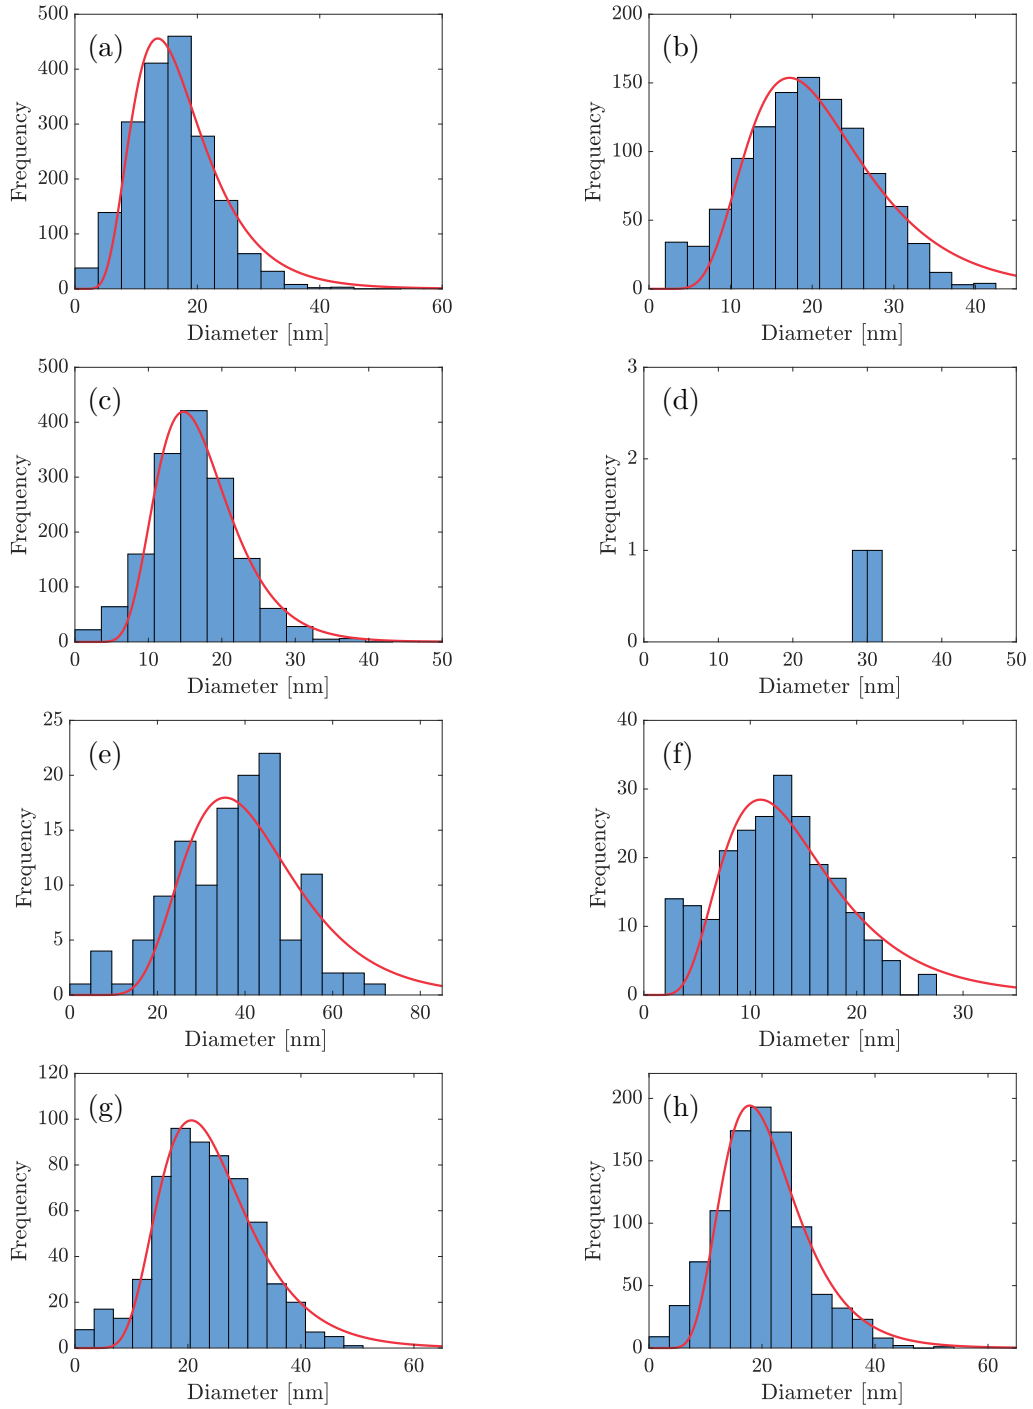 500
400
300
200
100
0
Frequency
(a)
0 20 40 60
Diameter [nm]
200
150
100
50
0
Frequency
(b)
0 10 20 30 40
Diameter [nm]
500
400
300
200
100
0
Frequency
(c)
0 10 20 30 40 50
Diameter [nm]
3
2
1
0
Frequency
(d)
0 10 20 30 40 50
Diameter [nm]
25
20
15
10
5
0
Frequency
(e)
0 20 40 60 80
Diameter [nm]
40
30
20
10
0
Frequency
(f)
0 10 20 30
Diameter [nm]
120
100
80
60
40
20
0
Frequency
(g)
0 20 40 60
Diameter [nm]
200
150
100
50
0
Frequency
(h)
0 20 40 60
Diameter [nm]